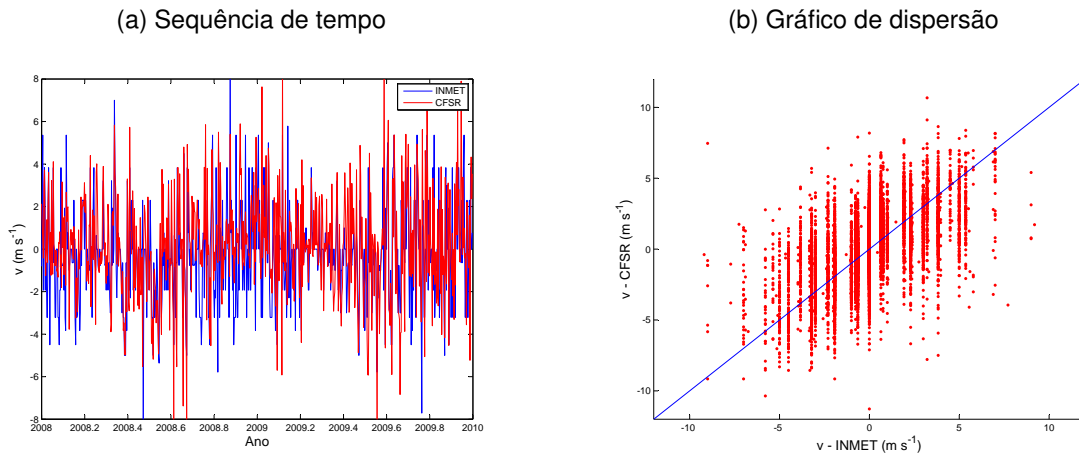 (a) Sequência de tempo
8
6
4
2
0
-2
-4
-6
-8
v (m s⁻¹)
INMET
CFSR
2008 2008.2 2008.4 2008.6 2008.8 2009 2009.2 2009.4 2009.6 2009.8 2010
Ano
(b) Gráfico de dispersão
10
5
0
-5
-10
v - CFSR (m s⁻¹)
-10 -5 0 5 10
v - INMET (m s⁻¹)